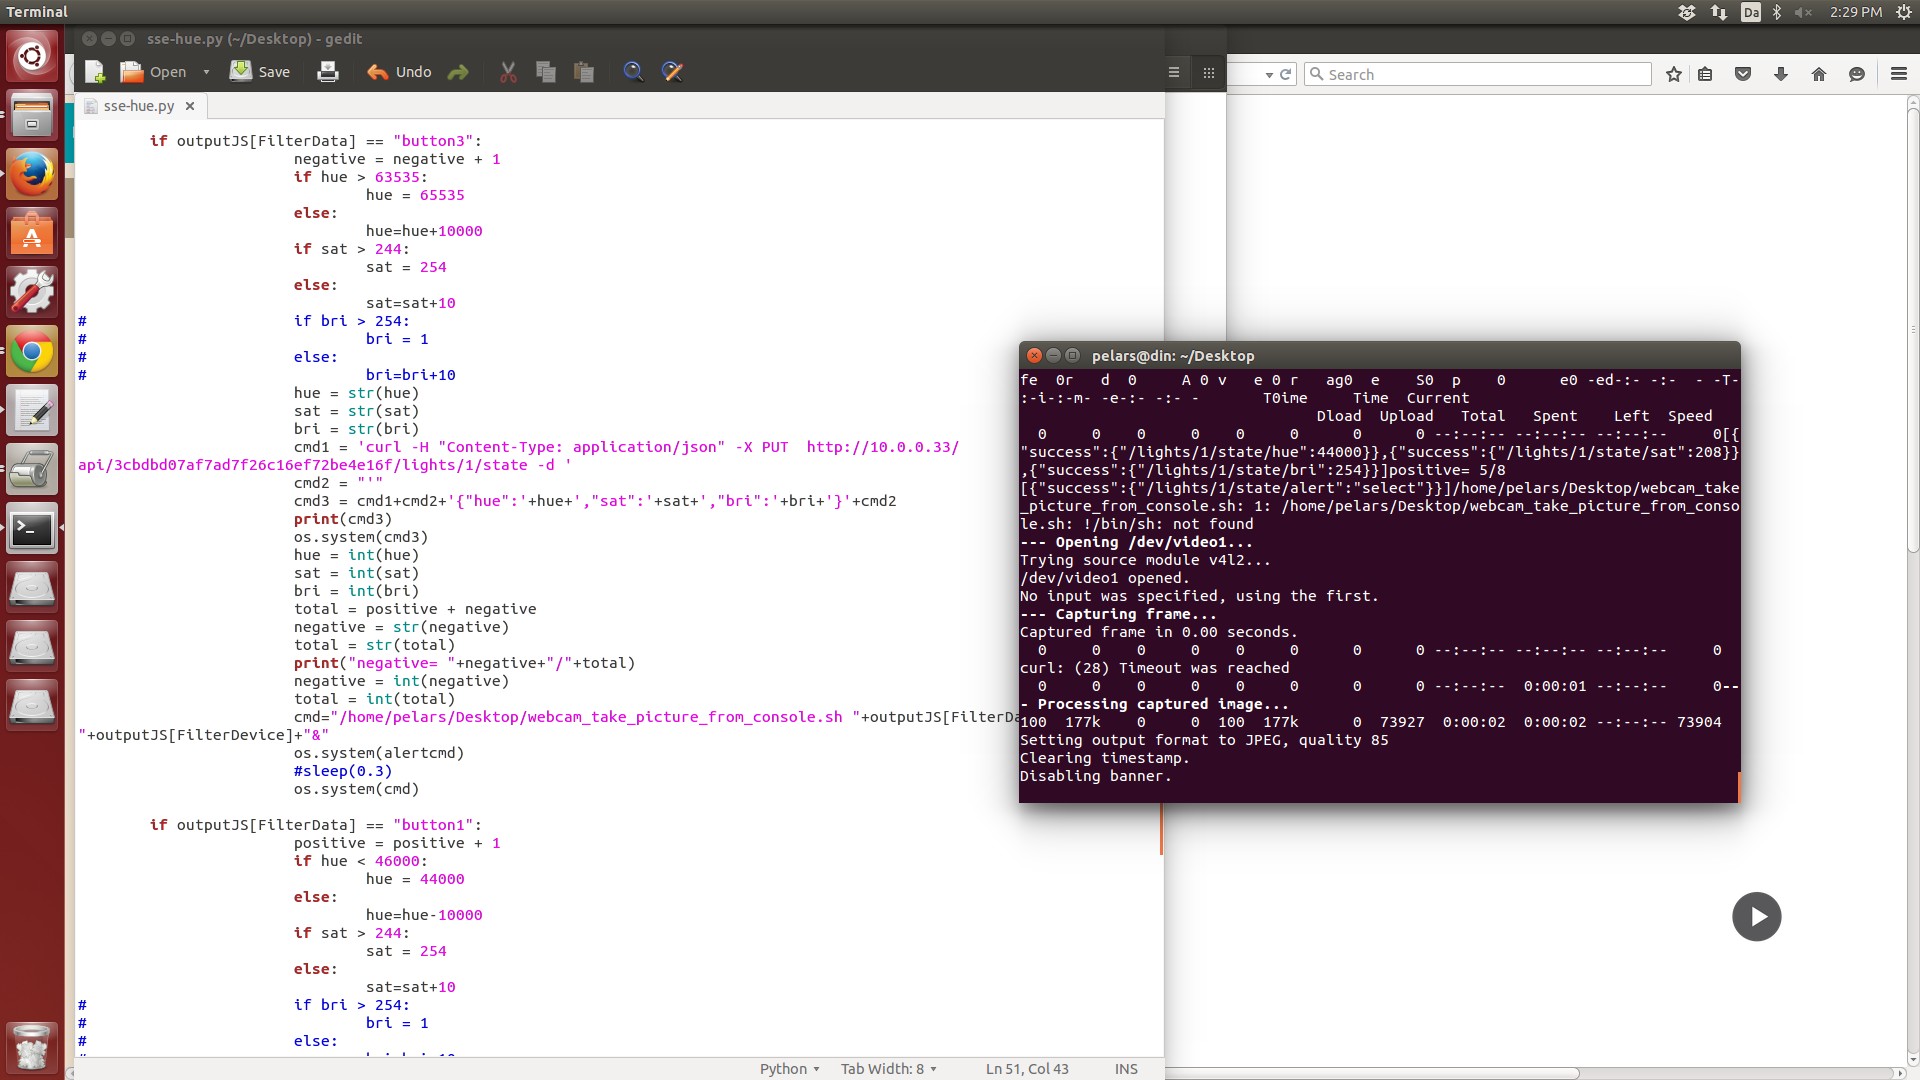 Terminal
Da
2:29 PM
sse-hue.py (~/Desktop) - gedit
Open
Save
Undo
Search
sse-hue.py
if outputJS[FilterData] == "button3":
negative = negative + 1
if hue > 63535:
hue = 65535
else:
hue=hue+10000
if sat > 244:
sat = 254
else:
sat=sat+10
# if bri > 254:
# bri = 1
# else:
# bri=bri+10
hue = str(hue)
sat = str(sat)
bri = str(bri)
cmd1 = 'curl -H "Content-Type: application/json" -X PUT  http://10.0.0.33/
api/3cbdbd07af7ad7f26c16ef72be4e16f/lights/1/state -d '
cmd2 = "'"
cmd3 = cmd1+cmd2+'{"hue":'+hue+',"sat":'+sat+',"bri":'+bri+'}'+cmd2
print(cmd3)
os.system(cmd3)
hue = int(hue)
sat = int(sat)
bri = int(bri)
total = positive + negative
negative = str(negative)
total = str(total)
print("negative= "+negative+"/"+total)
negative = int(negative)
total = int(total)
cmd="/home/pelars/Desktop/webcam_take_picture_from_console.sh "+outputJS[FilterDa
"+outputJS[FilterDevice]+"&"
os.system(alertcmd)
#sleep(0.3)
os.system(cmd)
if outputJS[FilterData] == "button1":
positive = positive + 1
if hue < 46000:
hue = 44000
else:
hue=hue-10000
if sat > 244:
sat = 254
else:
sat=sat+10
# if bri > 254:
# bri = 1
# else:
Python
Tab Width: 8
Ln 51, Col 43
INS
pelars@din: ~/Desktop
fe  0r   d  0     A 0 v   e 0 r   ag0  e    S0  p    0      e0 -ed-:- -:-  - -T-
:-i-:-m- -e-:- -:- -       T0ime     Time  Current
Dload  Upload   Total   Spent    Left  Speed
0     0    0     0    0     0      0      0 --:--:-- --:--:-- --:--:--     0[{
"success":{"/lights/1/state/hue":44000}},{"success":{"/lights/1/state/sat":208}}
,{"success":{"/lights/1/state/bri":254}}]positive= 5/8
[{"success":{"/lights/1/state/alert":"select"}}]/home/pelars/Desktop/webcam_take
_picture_from_console.sh: 1: /home/pelars/Desktop/webcam_take_picture_from_conso
le.sh: !/bin/sh: not found
--- Opening /dev/video1...
Trying source module v4l2...
/dev/video1 opened.
No input was specified, using the first.
--- Capturing frame...
Captured frame in 0.00 seconds.
0     0    0     0    0     0      0      0 --:--:-- --:--:-- --:--:--     0
curl: (28) Timeout was reached
0     0    0     0    0     0      0      0 --:--:--  0:00:01 --:--:--     0--
- Processing captured image...
100  177k    0     0  100  177k      0  73927  0:00:02  0:00:02 --:--:-- 73904
Setting output format to JPEG, quality 85
Clearing timestamp.
Disabling banner.